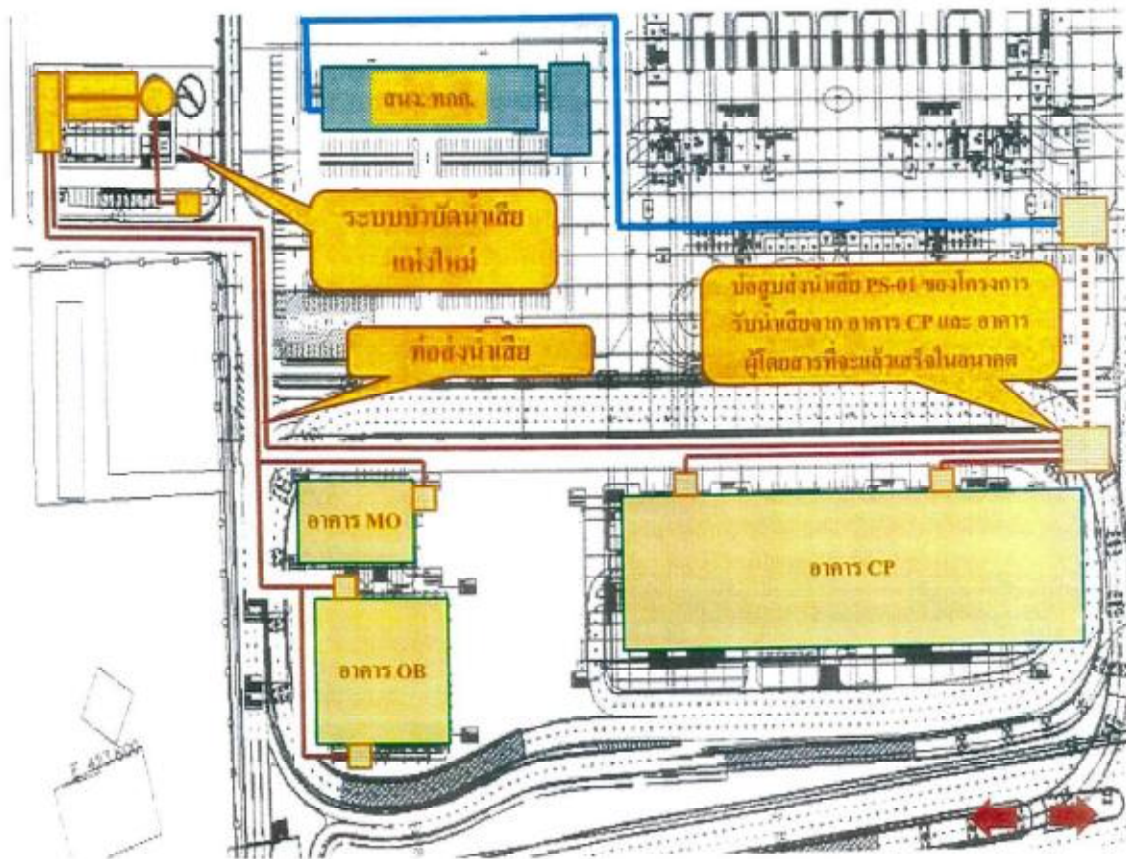 สนง. ทภก.
ระบบบำบัดน้ำเสีย
แห่งใหม่
บ่อสูบส่งน้ำเสีย PS-01 ของโครงการ
รับน้ำเสียจาก อาคาร CP และ อาคาร
ผู้โดยสารที่จะแล้วเสร็จในอนาคต
ท่อส่งน้ำเสีย
อาคาร MO
อาคาร CP
อาคาร OB